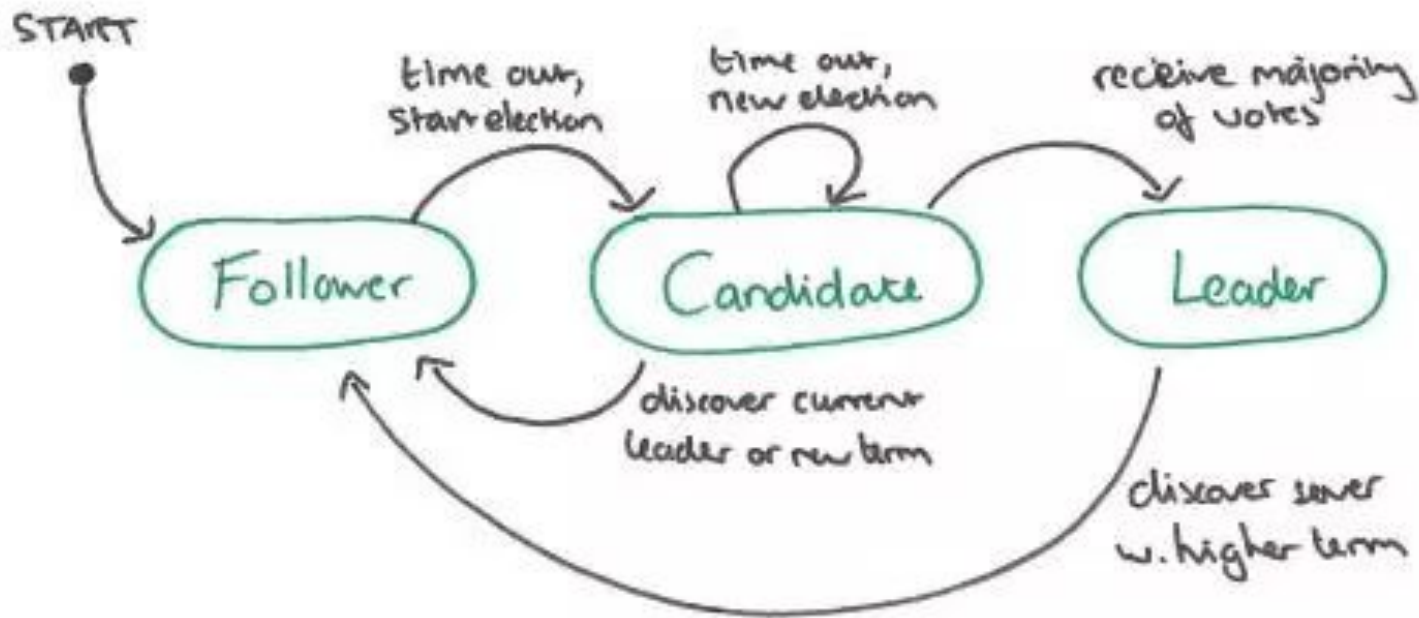 START
time out,
start election
time out,
new election
receive majority
of votes
Follower
Candidate
Leader
discover current
leader or new term
discover server
w. higher term